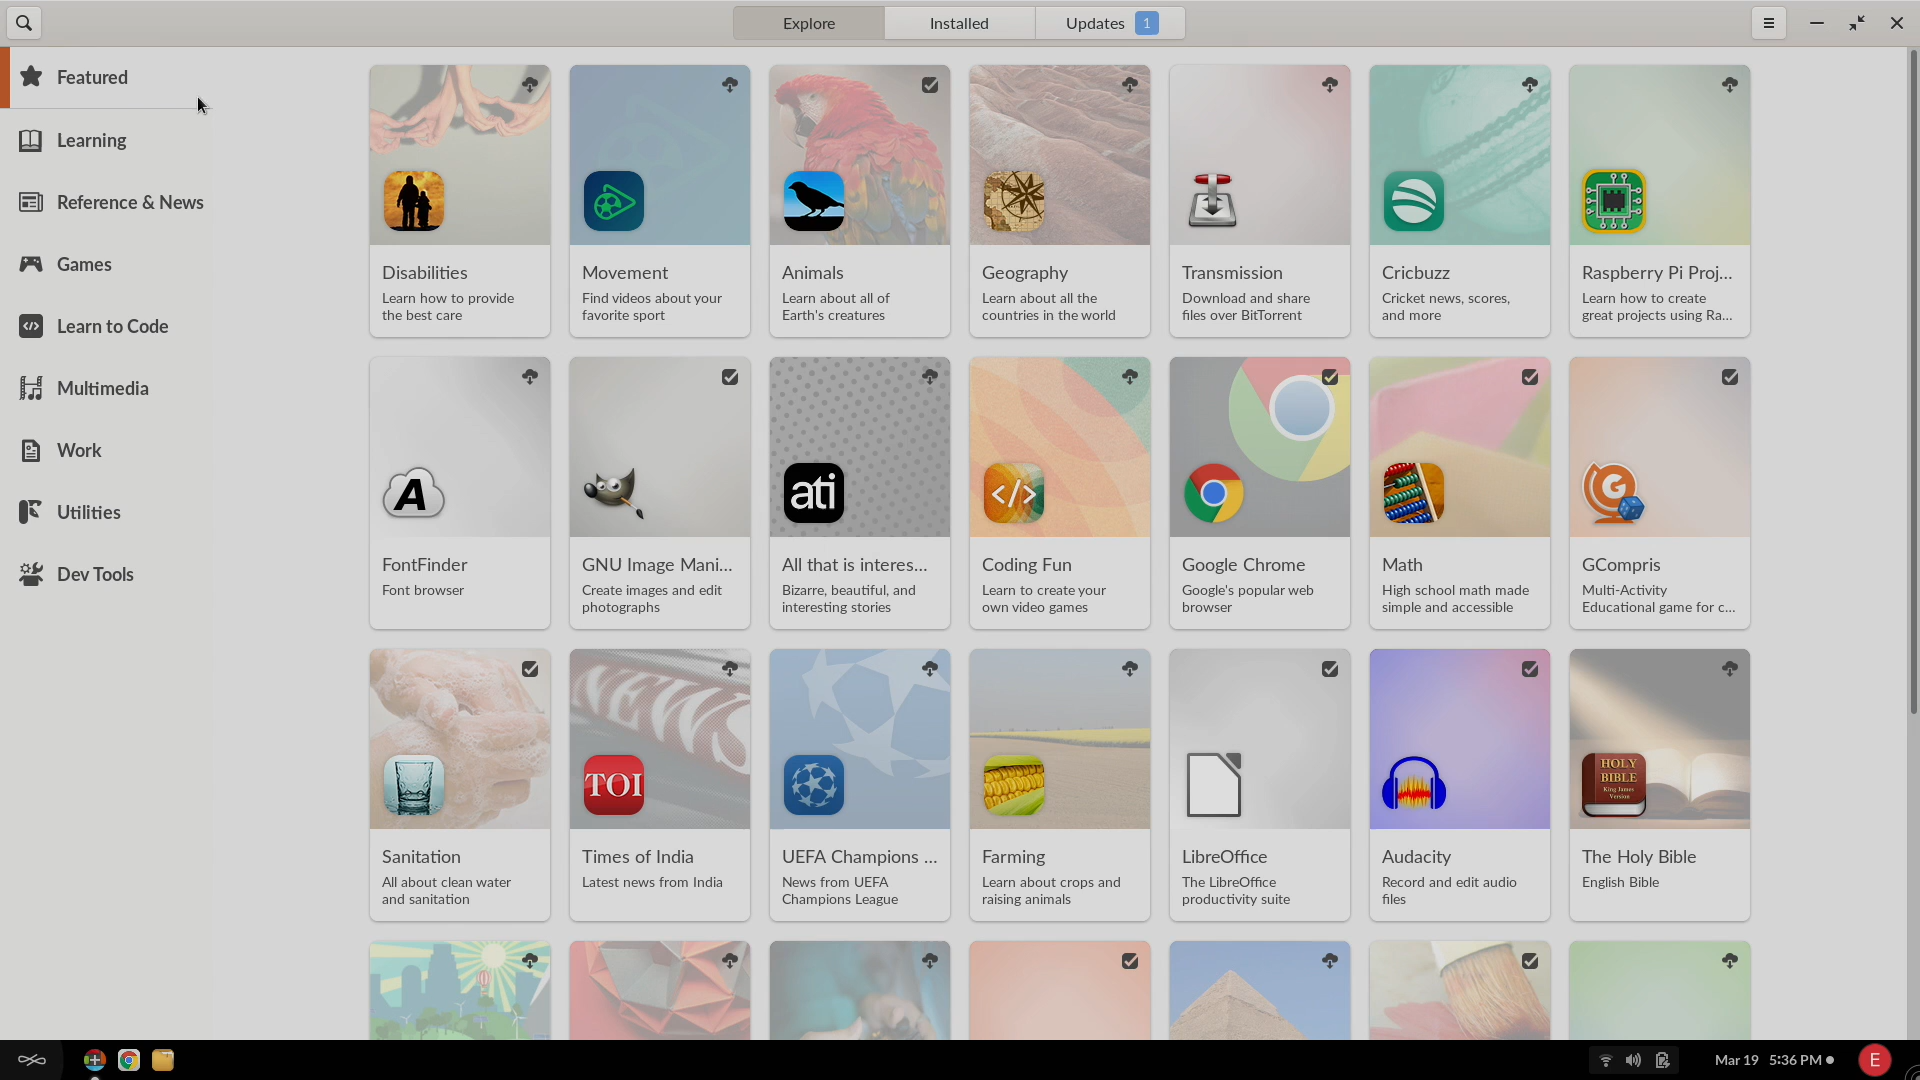 Explore
Installed
Updates 1
Featured
Learning
Reference & News
Games
Learn to Code
Multimedia
Work
Utilities
Dev Tools
Disabilities
Learn how to provide
the best care
Movement
Find videos about your
favorite sport
Animals
Learn about all of
Earth's creatures
Geography
Learn about all the
countries in the world
Transmission
Download and share
files over BitTorrent
Cricbuzz
Cricket news, scores,
and more
Raspberry Pi Proj...
Learn how to create
great projects using Ra...
A
FontFinder
Font browser
GNU Image Mani...
Create images and edit
photographs
ati
All that is interes...
Bizarre, beautiful, and
interesting stories
</>
Coding Fun
Learn to create your
own video games
Google Chrome
Google's popular web
browser
Math
High school math made
simple and accessible
G
GCompris
Multi-Activity
Educational game for c...
Sanitation
All about clean water
and sanitation
NEWS
TOI
Times of India
Latest news from India
UEFA Champions ...
News from UEFA
Champions League
Farming
Learn about crops and
raising animals
LibreOffice
The LibreOffice
productivity suite
Audacity
Record and edit audio
files
HOLY
BIBLE
King James
Version
The Holy Bible
English Bible
Mar 19 5:36 PM
E